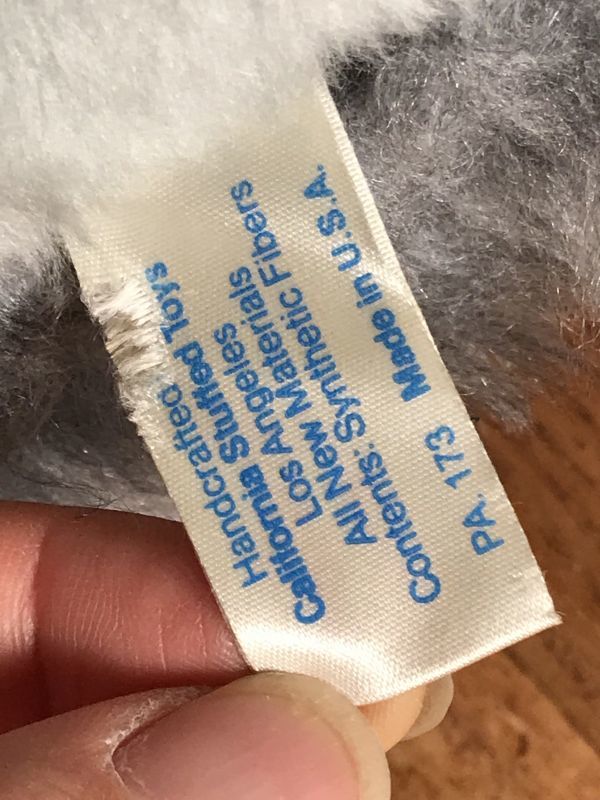 Handcrafted
California Stuffed Toys
Los Angeles
All New Materials
Contents: Synthetic Fibers
PA. 173 Made in U.S.A.